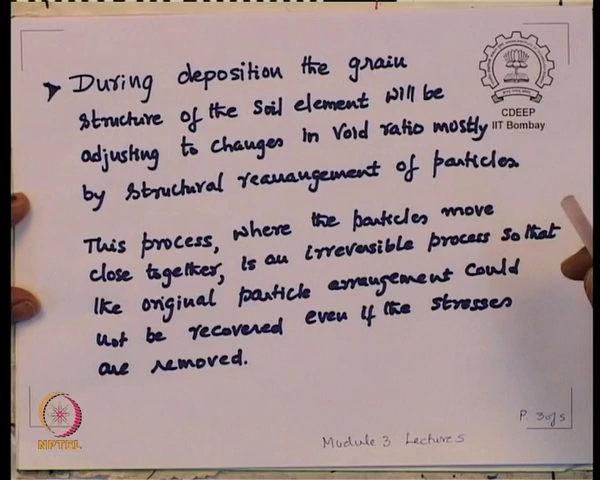 During deposition the grain
structure of the soil element will be
adjusting to changes in void ratio mostly
by structural rearrangement of particles
This process, where the particles move
close together, is an irreversible process so that
the original particle arrangement could
not be recovered even if the stresses
are removed.
CDEEP
IIT Bombay
NPTEL
P. 3 of 5
Module 3 Lecture 5